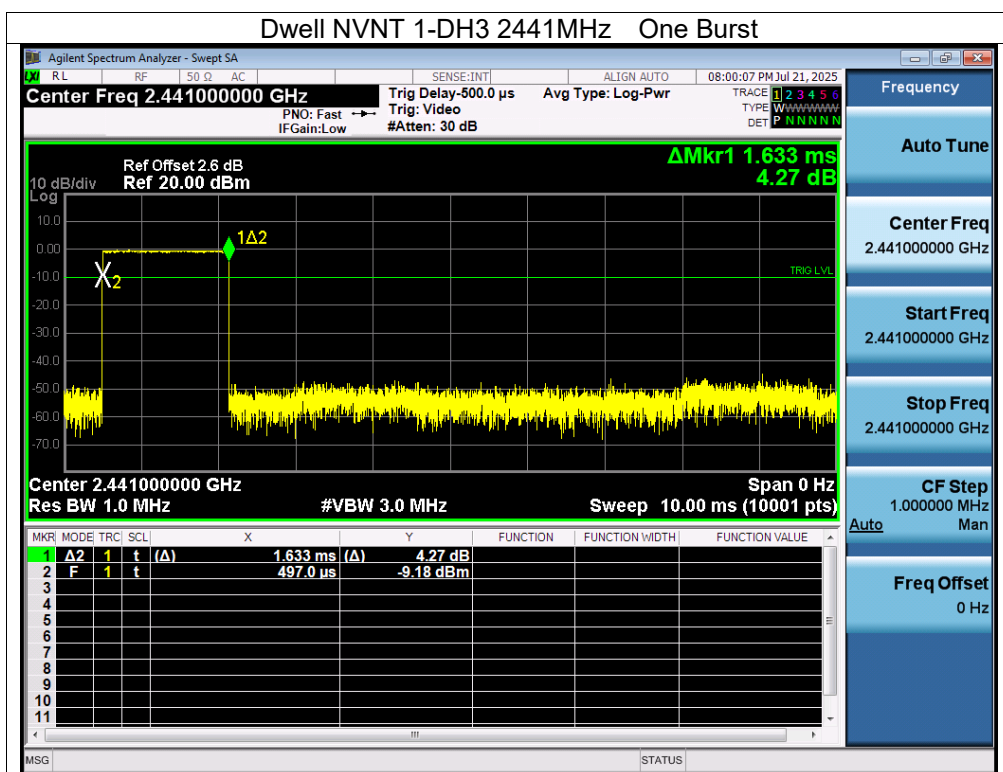 Dwell NVNT 1-DH3 2441MHz One Burst
Agilent Spectrum Analyzer - Swept SA
LXI RL RF 50 Ω AC SENSE:INT ALIGN AUTO 08:00:07 PM Jul 21, 2025
Center Freq 2.441000000 GHz Trig Delay-500.0 µs Avg Type: Log-Pwr TRACE 1 2 3 4 5 6
PNO: Fast Trig: Video TYPE WWWWWW
IFGain:Low #Atten: 30 dB DET P NNNNN
ΔMkr1 1.633 ms
4.27 dB
Ref Offset 2.6 dB
10 dB/div Ref 20.00 dBm
Log
10.0
0.00
-10.0
-20.0
-30.0
-40.0
-50.0
-60.0
-70.0
1Δ2
X2
TRIG LVL
Center 2.441000000 GHz Span 0 Hz
Res BW 1.0 MHz #VBW 3.0 MHz Sweep 10.00 ms (10001 pts)
MKR MODE TRC SCL X Y FUNCTION FUNCTION WIDTH FUNCTION VALUE
1 Δ2 1 t (Δ) 1.633 ms (Δ) 4.27 dB
2 F 1 t 497.0 µs -9.18 dBm
3
4
5
6
7
8
9
10
11
MSG STATUS
Frequency
Auto Tune
Center Freq
2.441000000 GHz
Start Freq
2.441000000 GHz
Stop Freq
2.441000000 GHz
CF Step
1.000000 MHz
Auto Man
Freq Offset
0 Hz